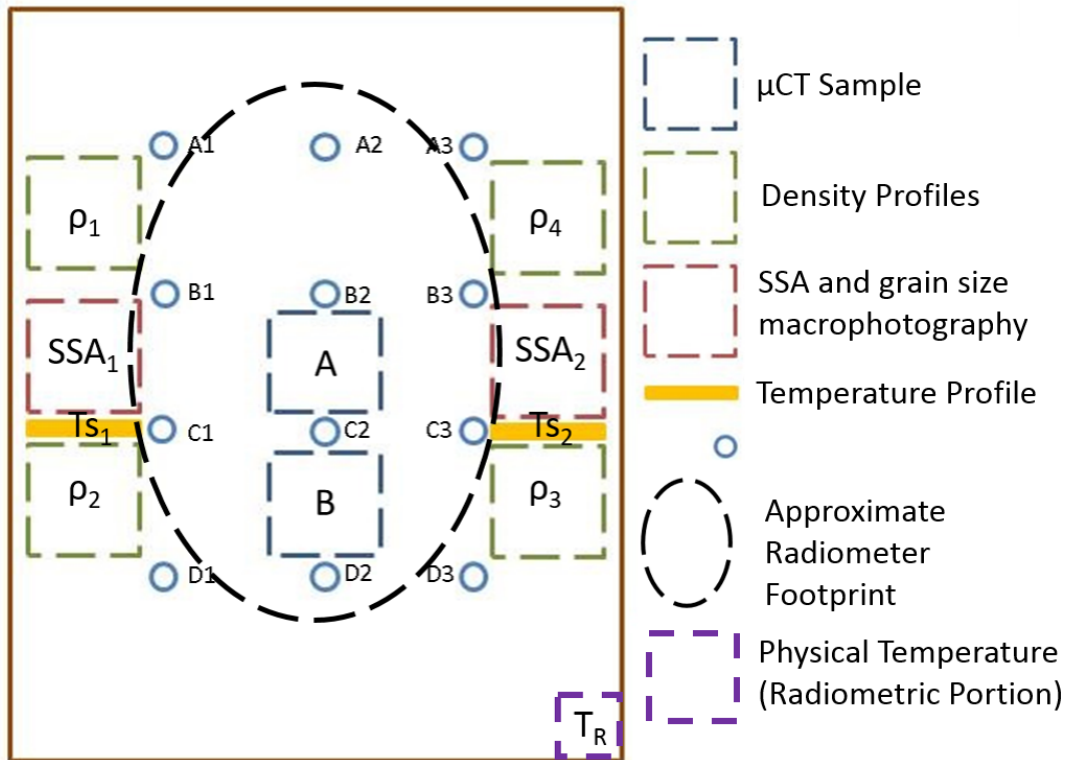 A1 A2 A3
ρ1 ρ4
B1 B2 B3
SSA1 A SSA2
Ts1 C1 C2 C3 Ts2
ρ2 B ρ3
D1 D2 D3
TR
μCT Sample
Density Profiles
SSA and grain size
macrophotography
Temperature Profile
Approximate
Radiometer
Footprint
Physical Temperature
(Radiometric Portion)